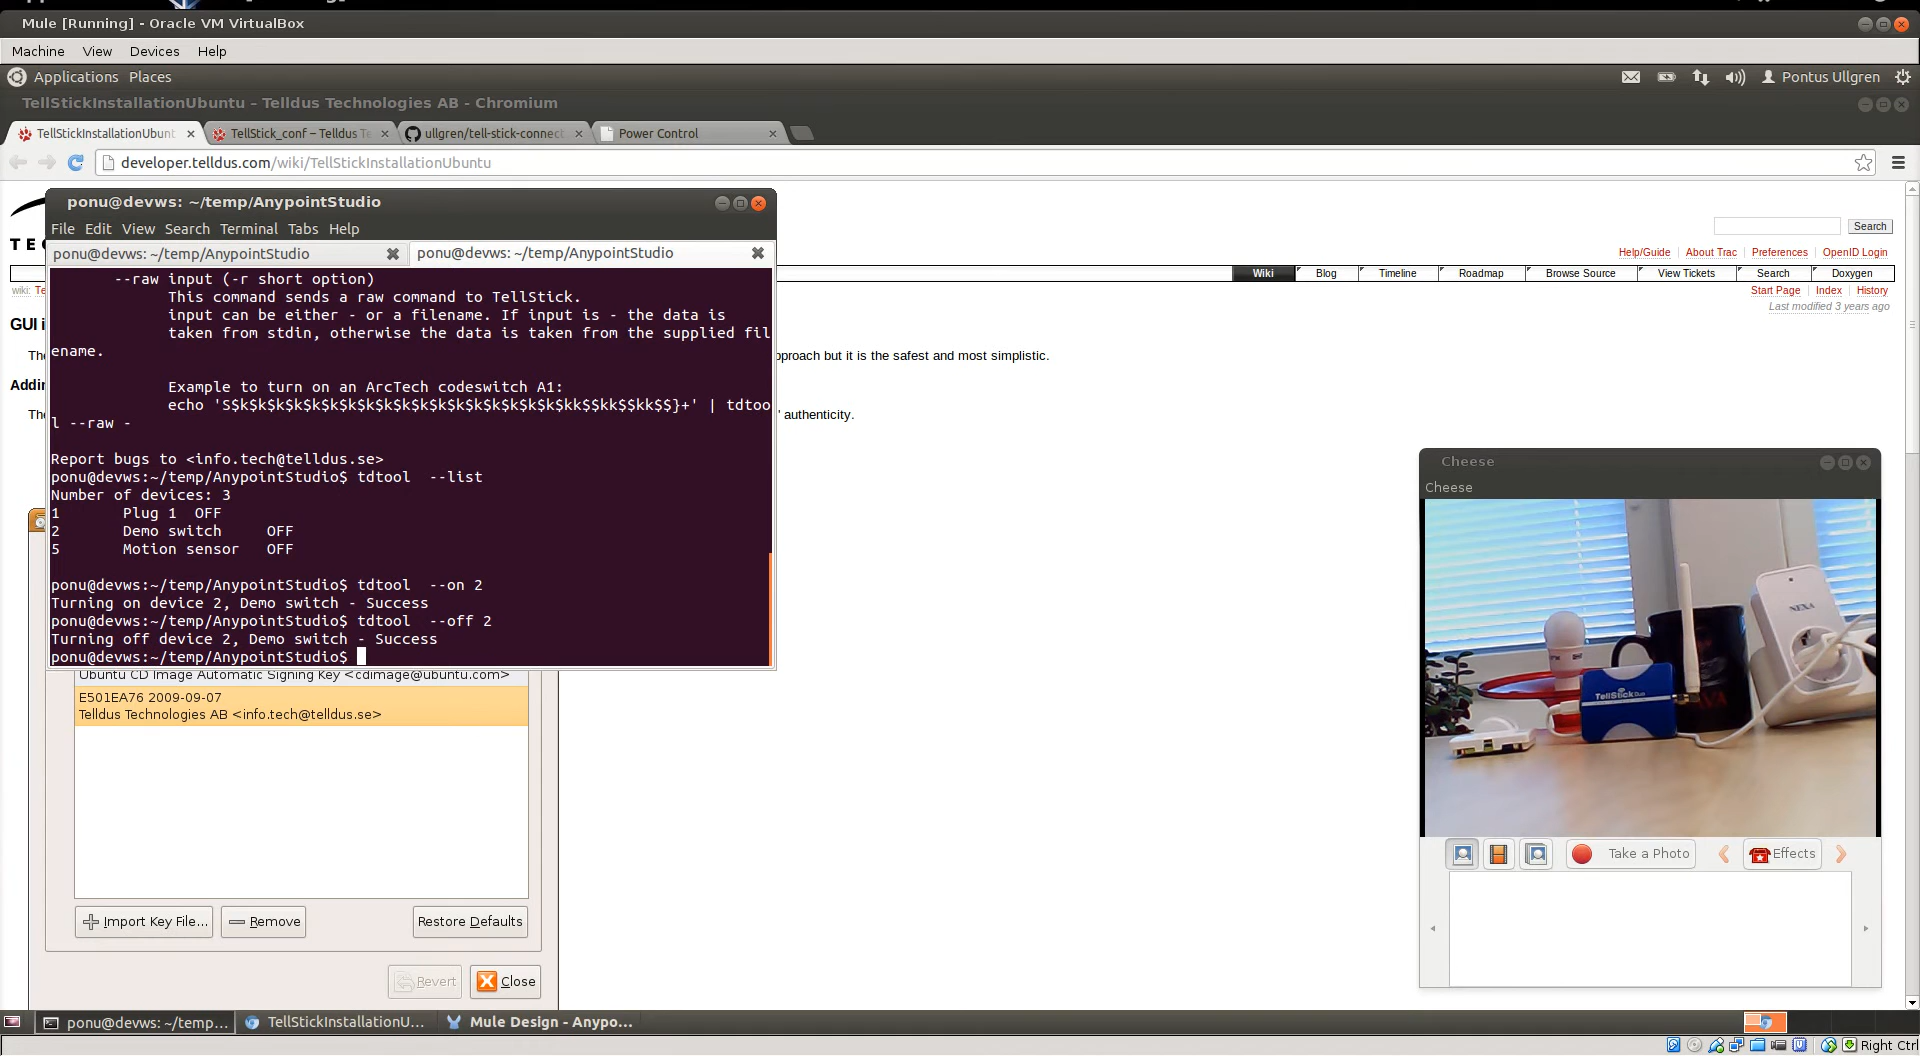 Mule [Running] - Oracle VM VirtualBox
Machine View Devices Help
Applications Places
Pontus Ullgren
TellStickInstallationUbuntu – Telldus Technologies AB - Chromium
TellStickInstallationUbunt
TellStick_conf – Telldus Te
ullgren/tell-stick-connect
Power Control
developer.telldus.com/wiki/TellStickInstallationUbuntu
ponu@devws: ~/temp/AnypointStudio
File Edit View Search Terminal Tabs Help
ponu@devws: ~/temp/AnypointStudio
ponu@devws: ~/temp/AnypointStudio
--raw input (-r short option)
This command sends a raw command to TellStick.
input can be either - or a filename. If input is - the data is
taken from stdin, otherwise the data is taken from the supplied fil
ename.
Example to turn on an ArcTech codeswitch A1:
echo 'S$k$k$k$k$k$k$k$k$k$k$k$k$k$k$k$k$k$k$kk$$kk$$kk$$}+' | tdtoo
l --raw -
Report bugs to <info.tech@telldus.se>
ponu@devws:~/temp/AnypointStudio$ tdtool --list
Number of devices: 3
1 Plug 1 OFF
2 Demo switch OFF
5 Motion sensor OFF
ponu@devws:~/temp/AnypointStudio$ tdtool --on 2
Turning on device 2, Demo switch - Success
ponu@devws:~/temp/AnypointStudio$ tdtool --off 2
Turning off device 2, Demo switch - Success
ponu@devws:~/temp/AnypointStudio$
Search
Help/Guide About Trac Preferences OpenID Login
Wiki Blog Timeline Roadmap Browse Source View Tickets Search Doxygen
wiki: Te
Start Page Index History
Last modified 3 years ago
GUI i
The
pproach but it is the safest and most simplistic.
Addin
The
' authenticity.
Ubuntu CD Image Automatic Signing Key <cdimage@ubuntu.com>
E501EA76 2009-09-07
Telldus Technologies AB <info.tech@telldus.se>
Import Key File...
Remove
Restore Defaults
Revert
Close
Cheese
Cheese
NEXA
TellStick Duo
Take a Photo
Effects
ponu@devws: ~/temp...
TellStickInstallationU...
Mule Design - Anypo...
Right Ctrl